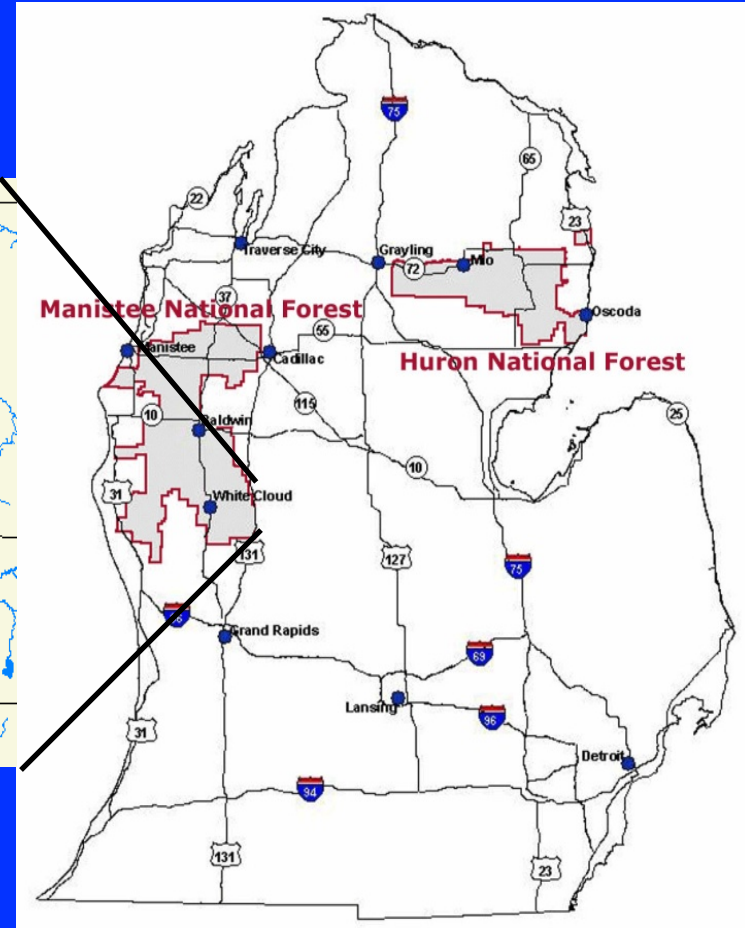 75
65
22
23
Traverse City
Grayling
Mio
72
37
Manistee National Forest
Oscoda
55
Manistee
Cadillac
Huron National Forest
115
10
25
Baldwin
10
31
White Cloud
131
127
75
Grand Rapids
69
Lansing
96
31
Detroit
94
131
23